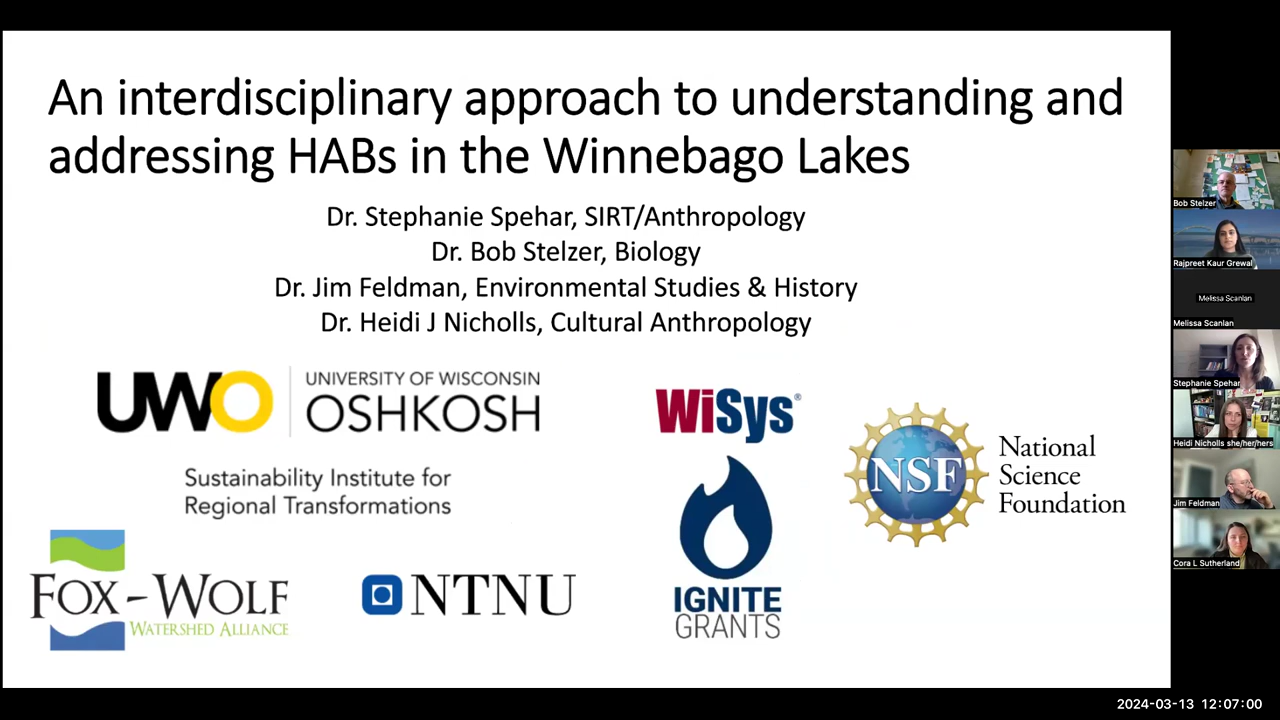 An interdisciplinary approach to understanding and
addressing HABs in the Winnebago Lakes
Dr. Stephanie Spehar, SIRT/Anthropology
Dr. Bob Stelzer, Biology
Dr. Jim Feldman, Environmental Studies & History
Dr. Heidi J Nicholls, Cultural Anthropology
UWO
UNIVERSITY OF WISCONSIN
OSHKOSH
Sustainability Institute for
Regional Transformations
WiSys®
NSF
National
Science
Foundation
FOX-WOLF
WATERSHED ALLIANCE
NTNU
IGNITE
GRANTS
Bob Stelzer
Rajpreet Kaur Grewal
Melissa Scanlan
Melissa Scanlan
Stephanie Spehar
Heidi Nicholls she/her/hers
Jim Feldman
Cora L Sutherland
2024-03-13 12:07:00